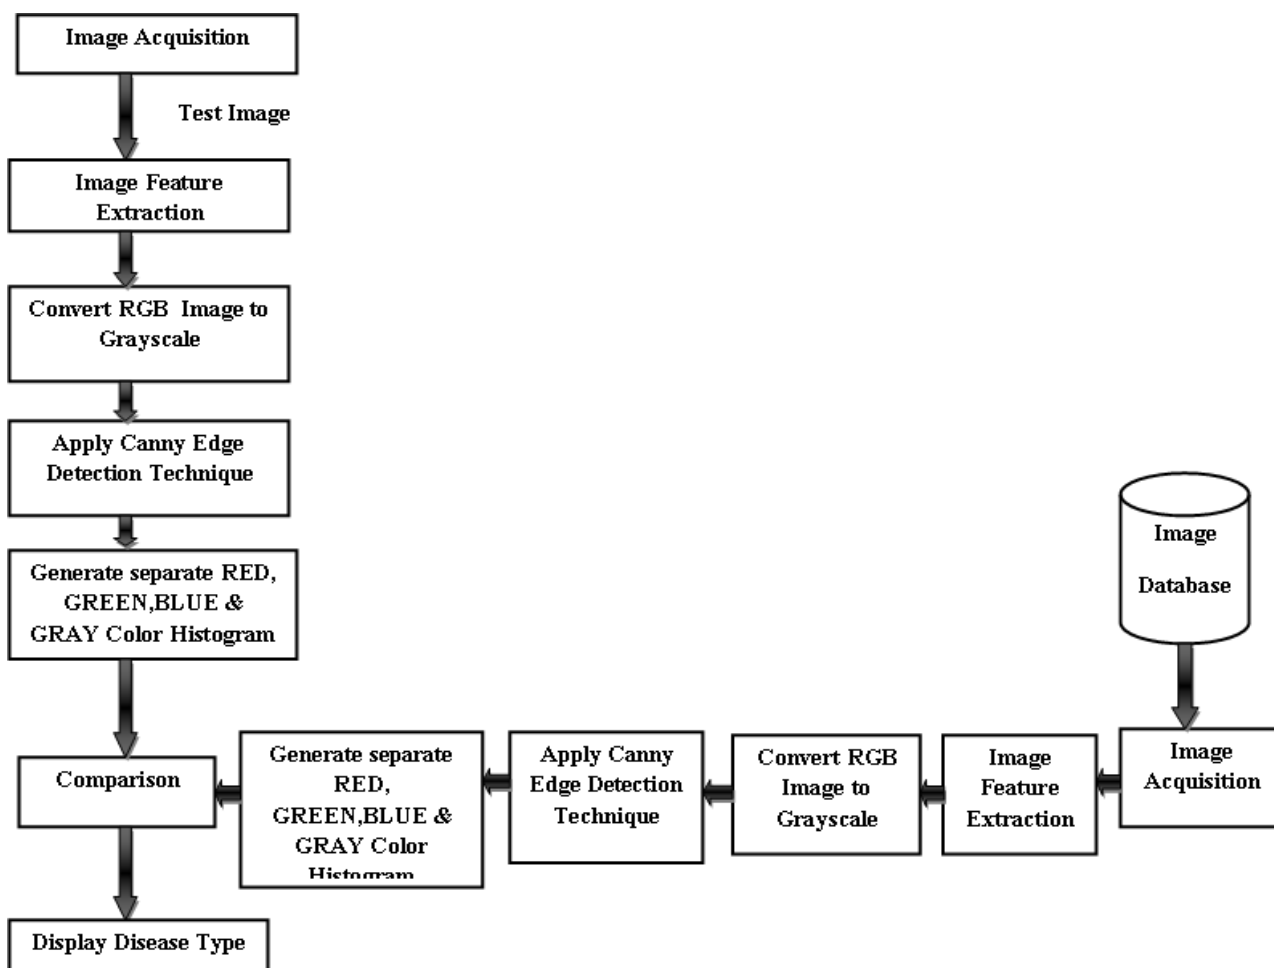 Image Acquisition
Test Image
Image Feature
Extraction
Convert RGB Image to
Grayscale
Apply Canny Edge
Detection Technique
Generate separate RED,
GREEN,BLUE &
GRAY Color Histogram
Comparison
Display Disease Type
Image
Database
Image
Acquisition
Image
Feature
Extraction
Convert RGB
Image to
Grayscale
Apply Canny
Edge Detection
Technique
Generate separate
RED,
GREEN,BLUE &
GRAY Color
Histogram